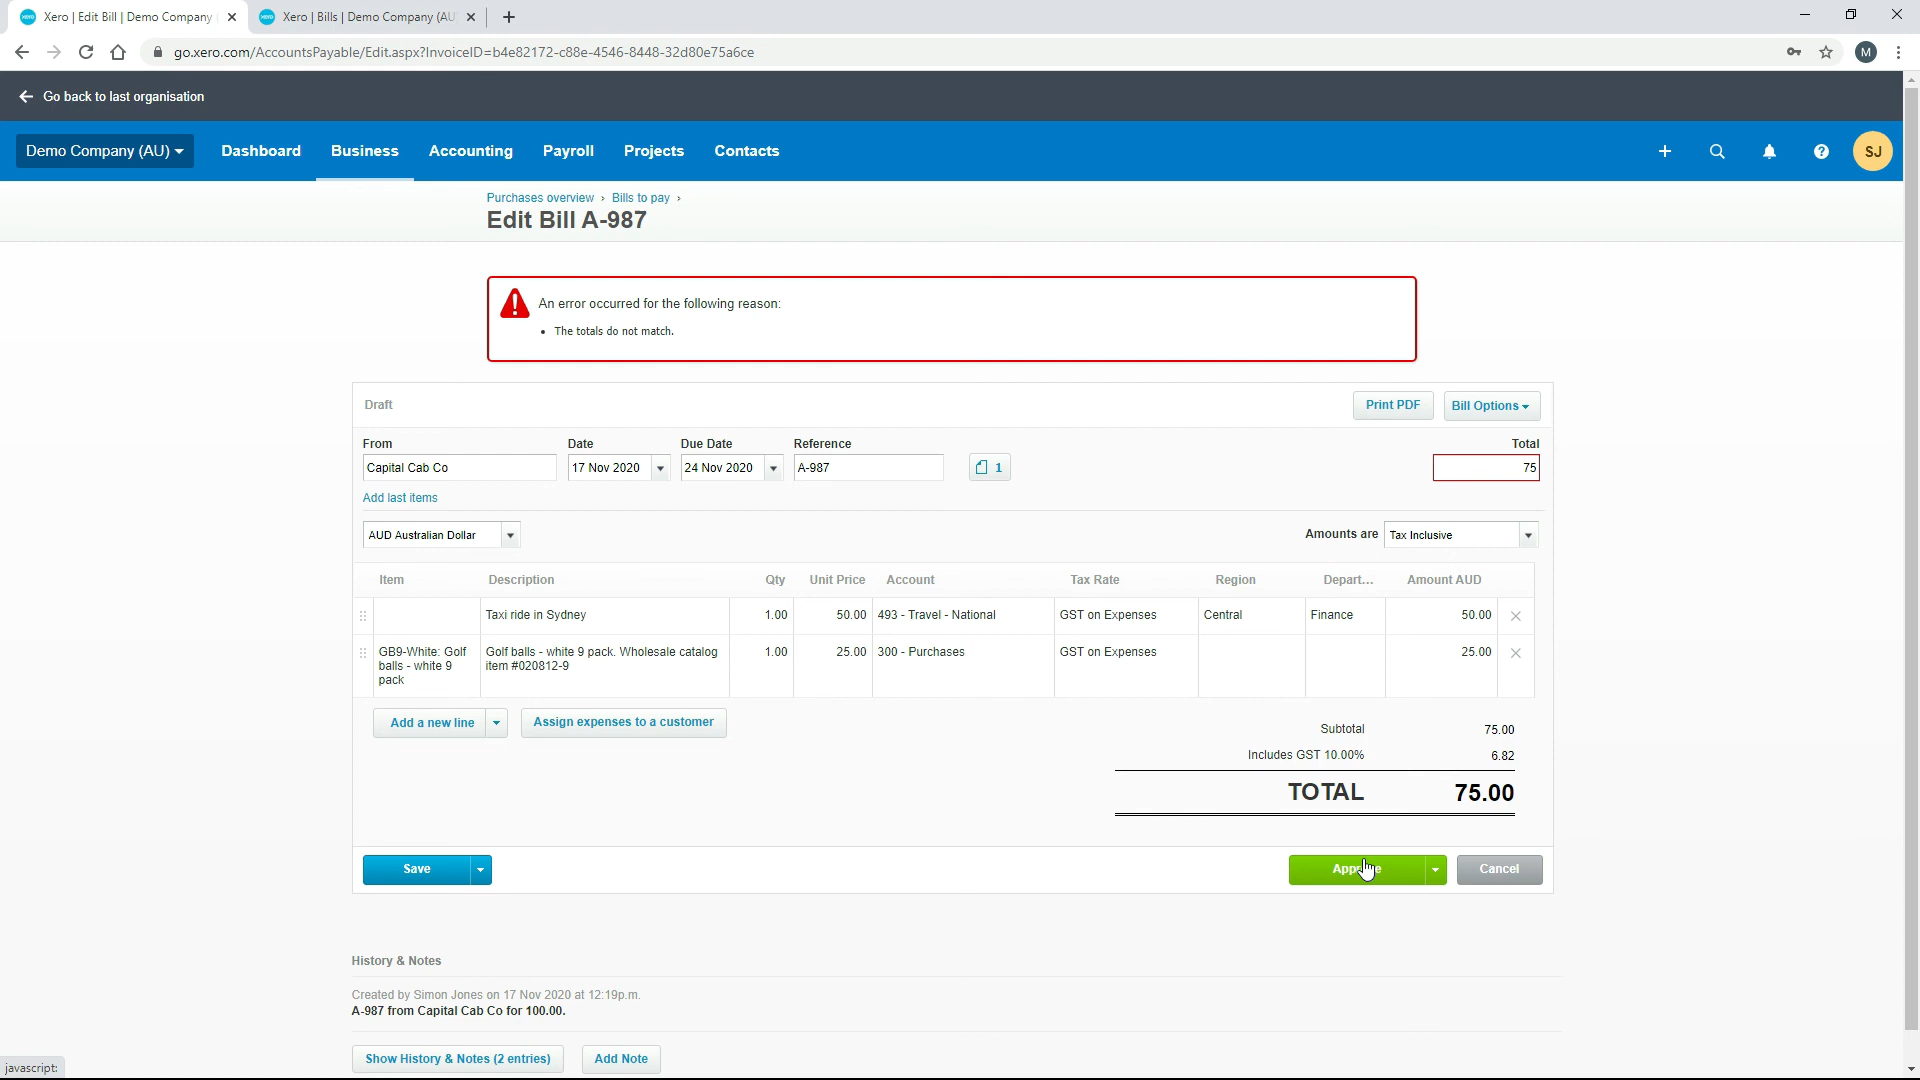 Xero | Edit Bill | Demo Company
Xero | Bills | Demo Company (AU
go.xero.com/AccountsPayable/Edit.aspx?InvoiceID=b4e82172-c88e-4546-8448-32d80e75a6ce
M
Go back to last organisation
Demo Company (AU)
Dashboard
Business
Accounting
Payroll
Projects
Contacts
SJ
Purchases overview › Bills to pay ›
Edit Bill A-987
An error occurred for the following reason:
• The totals do not match.
Draft
Print PDF
Bill Options
From
Date
Due Date
Reference
Total
Capital Cab Co
17 Nov 2020
24 Nov 2020
A-987
1
75
Add last items
AUD Australian Dollar
Amounts are
Tax Inclusive
Item
Description
Qty
Unit Price
Account
Tax Rate
Region
Depart...
Amount AUD
Taxi ride in Sydney
1.00
50.00
493 - Travel - National
GST on Expenses
Central
Finance
50.00
GB9-White: Golf
balls - white 9
pack
Golf balls - white 9 pack. Wholesale catalog
item #020812-9
1.00
25.00
300 - Purchases
GST on Expenses
25.00
Add a new line
Assign expenses to a customer
Subtotal
75.00
Includes GST 10.00%
6.82
TOTAL
75.00
Save
Approve
Cancel
History & Notes
Created by Simon Jones on 17 Nov 2020 at 12:19p.m.
A-987 from Capital Cab Co for 100.00.
Show History & Notes (2 entries)
Add Note
javascript: